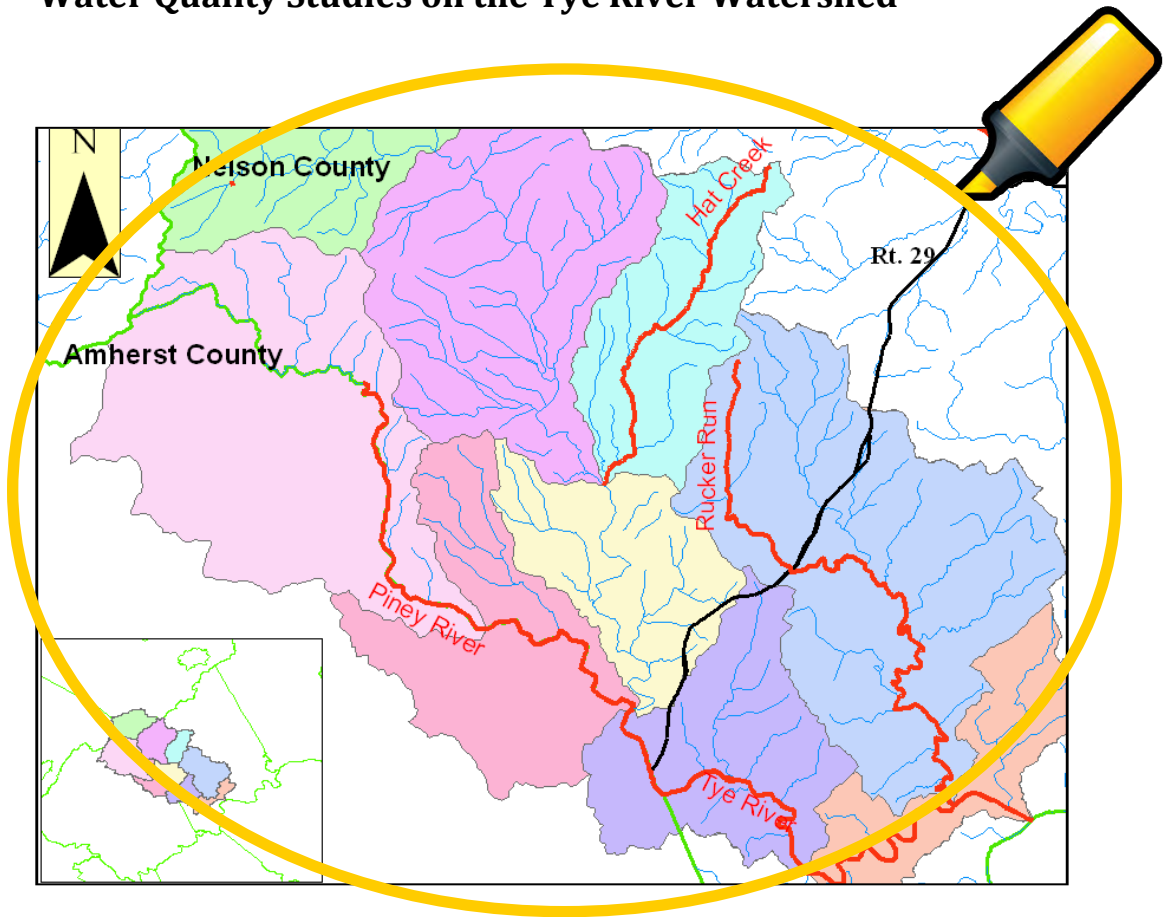 Water Quality Studies on the Tye River Watershed
N
Nelson County
Hat Creek
Rt. 29
Amherst County
Rucker Run
Piney River
Tye River